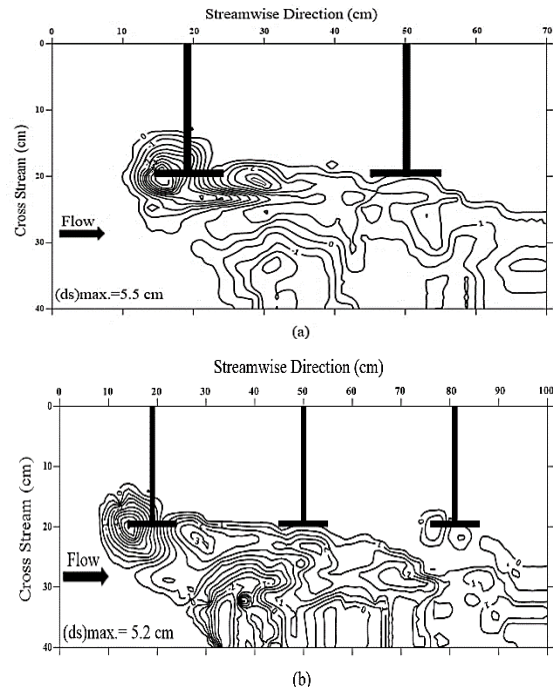 Streamwise Direction (cm)
0 10 20 30 40 50 60 70
0
10
20
30
40
Cross Stream (cm)
Flow
(ds)max.=5.5 cm
(a)
Streamwise Direction (cm)
0 10 20 30 40 50 60 70 80 90 100
0
10
20
30
40
Cross Stream (cm)
Flow
(ds)max.= 5.2 cm
(b)